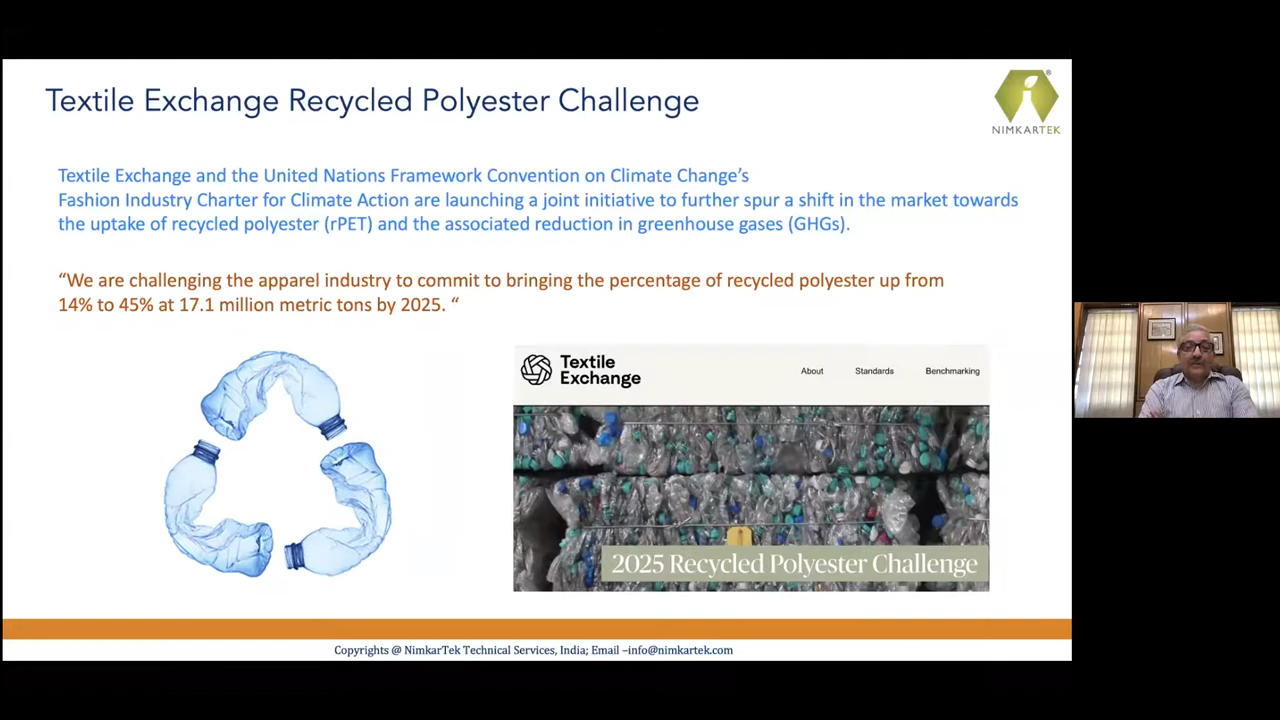 Textile Exchange Recycled Polyester Challenge
®
NIMKARTEK
Textile Exchange and the United Nations Framework Convention on Climate Change’s
Fashion Industry Charter for Climate Action are launching a joint initiative to further spur a shift in the market towards
the uptake of recycled polyester (rPET) and the associated reduction in greenhouse gases (GHGs).
“We are challenging the apparel industry to commit to bringing the percentage of recycled polyester up from
14% to 45% at 17.1 million metric tons by 2025. “
Textile
Exchange
About Standards Benchmarking
2025 Recycled Polyester Challenge
Copyrights @ NimkarTek Technical Services, India; Email –info@nimkartek.com